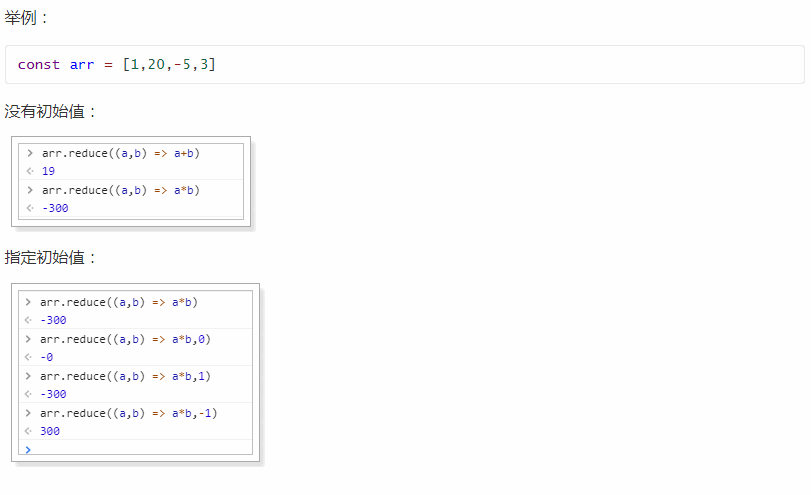 举例：
const arr = [1,20,-5,3]
没有初始值：
> arr.reduce((a,b) => a+b)
<· 19
> arr.reduce((a,b) => a*b)
<· -300
指定初始值：
> arr.reduce((a,b) => a*b)
<· -300
> arr.reduce((a,b) => a*b,0)
<· -0
> arr.reduce((a,b) => a*b,1)
<· -300
> arr.reduce((a,b) => a*b,-1)
<· 300
>